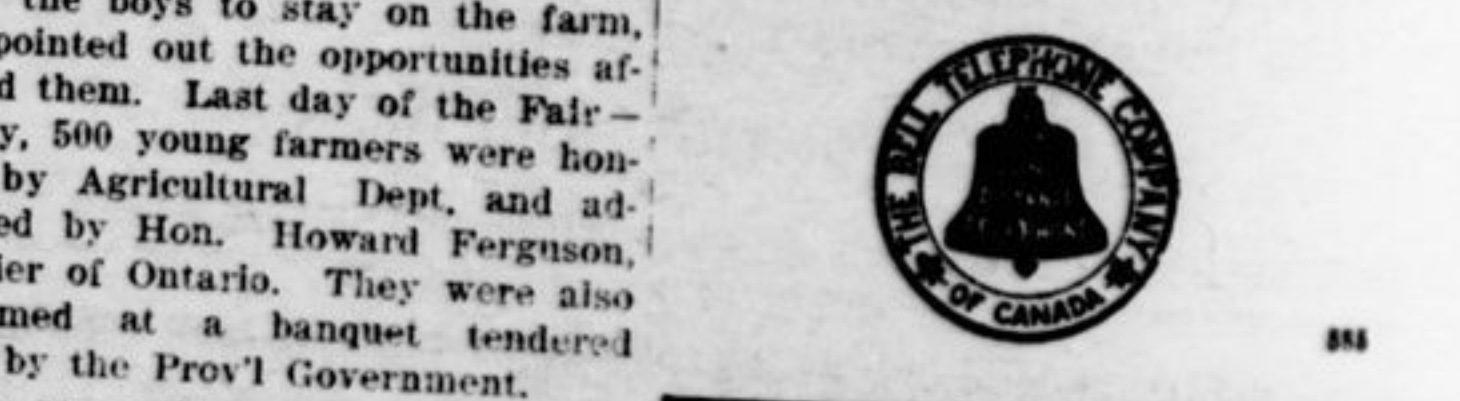 the boys to stay on the farm,
pointed out the opportunities af-
d them. Last day of the Fair—
y, 500 young farmers were hon-
by Agricultural Dept. and ad-
ed by Hon. Howard Ferguson,
ier of Ontario. They were also
med at a banquet tendered
by the Prov'l Government.
THE BELL TELEPHONE COMPANY
OF CANADA